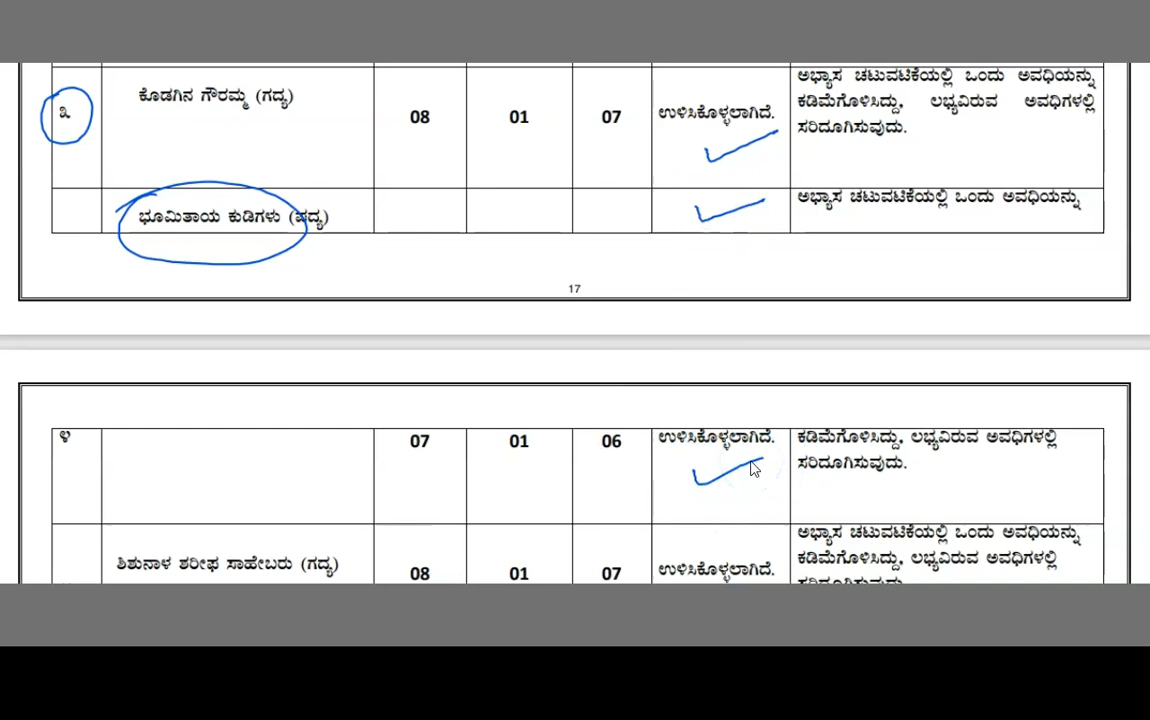 ೩
ಕೊಡಗಿನ ಗೌರಮ್ಮ (ಗದ್ಯ)
08
01
07
ಉಳಿಸಿಕೊಳ್ಳಲಾಗಿದೆ.
ಅಭ್ಯಾಸ ಚಟುವಟಿಕೆಯಲ್ಲಿ ಒಂದು ಅವಧಿಯನ್ನು
ಕಡಿಮೆಗೊಳಿಸಿದ್ದು, ಲಭ್ಯವಿರುವ ಅವಧಿಗಳಲ್ಲಿ
ಸರಿದೂಗಿಸುವುದು.
ಭೂಮಿತಾಯ ಕುಡಿಗಳು (ಪದ್ಯ)
ಅಭ್ಯಾಸ ಚಟುವಟಿಕೆಯಲ್ಲಿ ಒಂದು ಅವಧಿಯನ್ನು
17
೪
07
01
06
ಉಳಿಸಿಕೊಳ್ಳಲಾಗಿದೆ.
ಕಡಿಮೆಗೊಳಿಸಿದ್ದು, ಲಭ್ಯವಿರುವ ಅವಧಿಗಳಲ್ಲಿ
ಸರಿದೂಗಿಸುವುದು.
ಶಿಶುನಾಳ ಶರೀಫ ಸಾಹೇಬರು (ಗದ್ಯ)
08
01
07
ಉಳಿಸಿಕೊಳ್ಳಲಾಗಿದೆ.
ಅಭ್ಯಾಸ ಚಟುವಟಿಕೆಯಲ್ಲಿ ಒಂದು ಅವಧಿಯನ್ನು
ಕಡಿಮೆಗೊಳಿಸಿದ್ದು, ಲಭ್ಯವಿರುವ ಅವಧಿಗಳಲ್ಲಿ